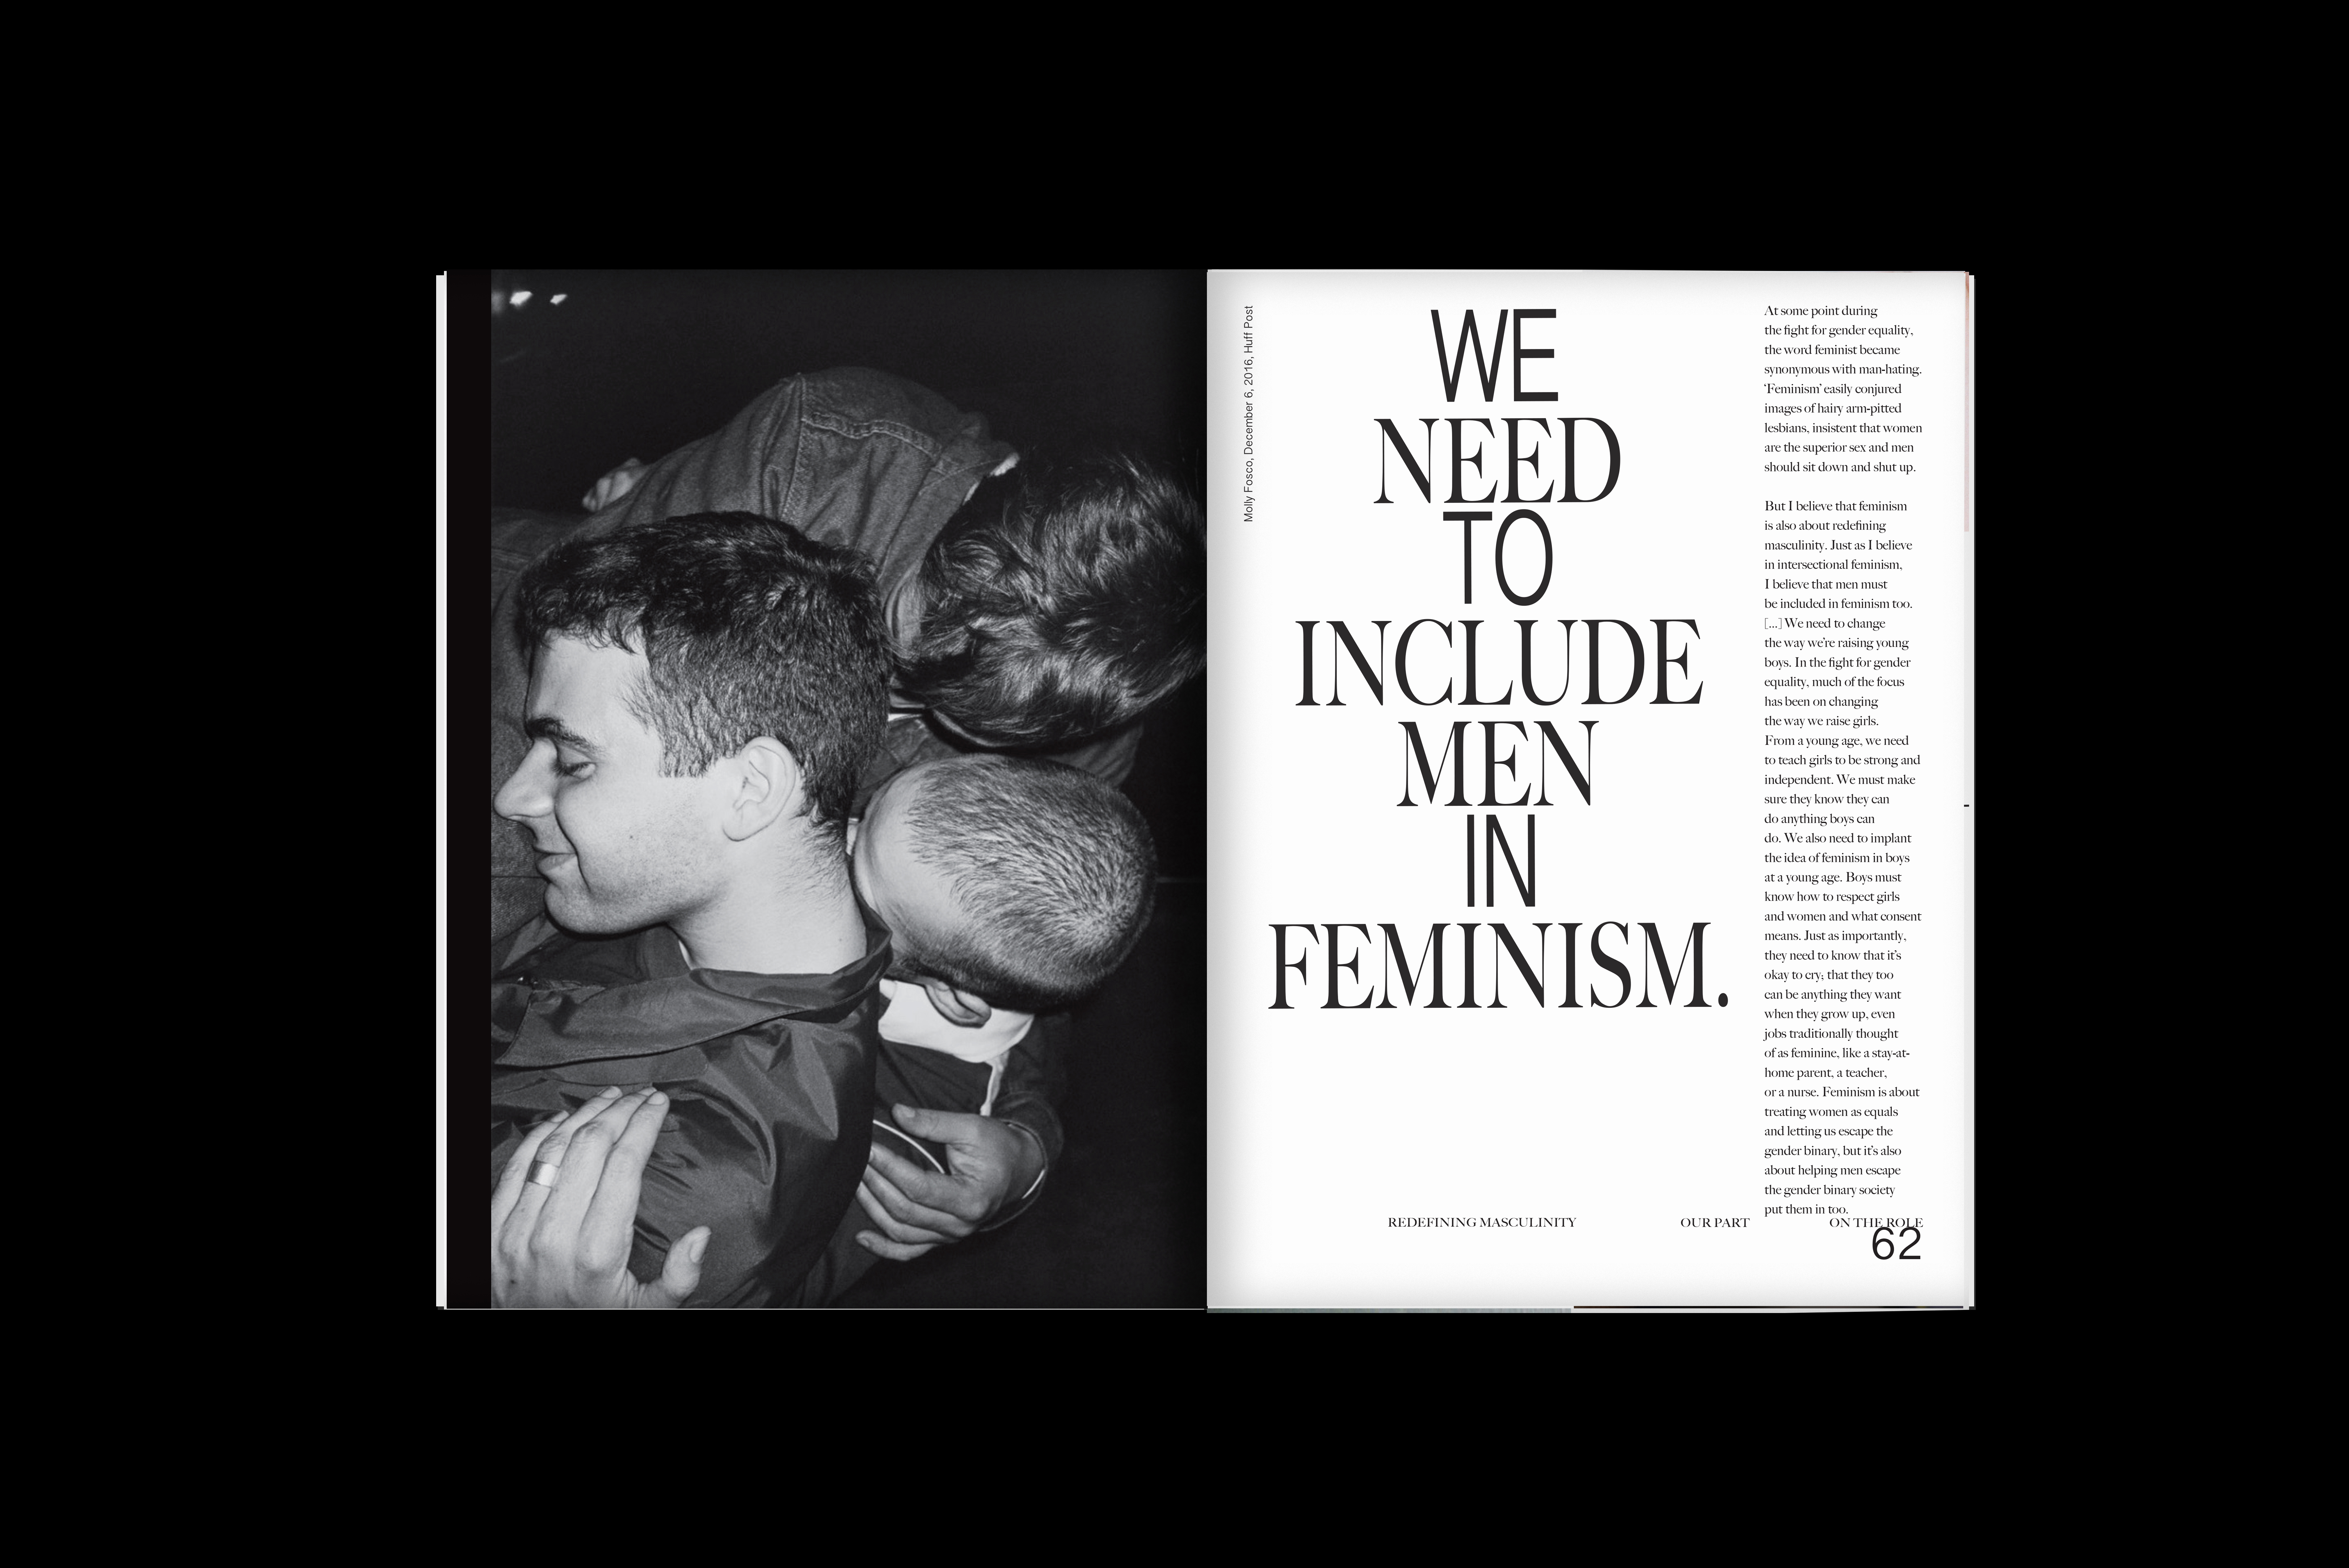 Molly Fosco, December 6, 2016, Huff Post
WE
NEED
TO
INCLUDE
MEN
IN
FEMINISM.
At some point during
the fight for gender equality,
the word feminist became
synonymous with man-hating.
‘Feminism’ easily conjured
images of hairy arm-pitted
lesbians, insistent that women
are the superior sex and men
should sit down and shut up.
But I believe that feminism
is also about redefining
masculinity. Just as I believe
in intersectional feminism,
I believe that men must
be included in feminism too.
[...] We need to change
the way we’re raising young
boys. In the fight for gender
equality, much of the focus
has been on changing
the way we raise girls.
From a young age, we need
to teach girls to be strong and
independent. We must make
sure they know they can
do anything boys can
do. We also need to implant
the idea of feminism in boys
at a young age. Boys must
know how to respect girls
and women and what consent
means. Just as importantly,
they need to know that it’s
okay to cry; that they too
can be anything they want
when they grow up, even
jobs traditionally thought
of as feminine, like a stay-at-
home parent, a teacher,
or a nurse. Feminism is about
treating women as equals
and letting us escape the
gender binary, but it’s also
about helping men escape
the gender binary society
put them in too.
REDEFINING MASCULINITY OUR PART ON THE ROLE
62